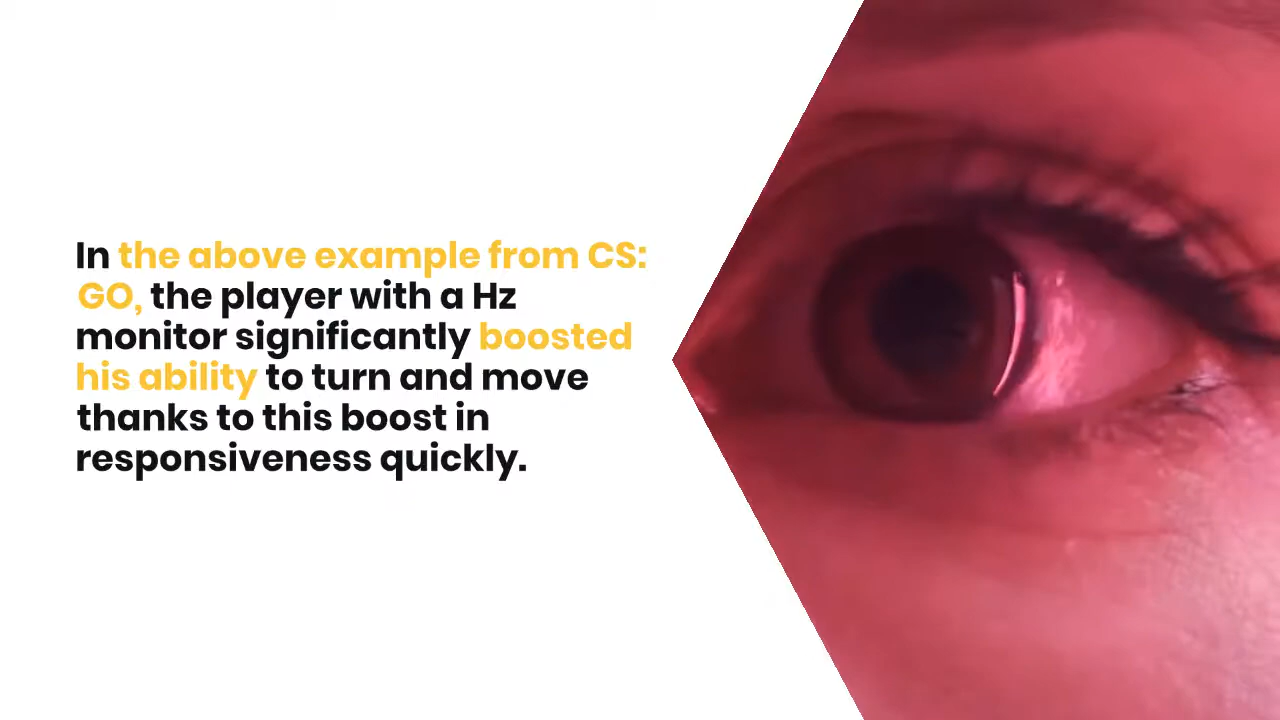 In the above example from CS:
GO, the player with a Hz
monitor significantly boosted
his ability to turn and move
thanks to this boost in
responsiveness quickly.